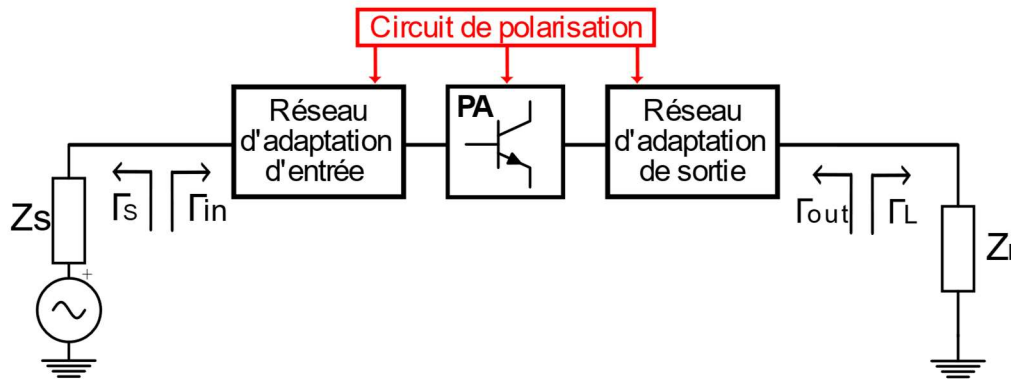 Circuit de polarisation
Réseau
d'adaptation
d'entrée
PA
Réseau
d'adaptation
de sortie
Zs
+
Γs
Γin
Γout
ΓL